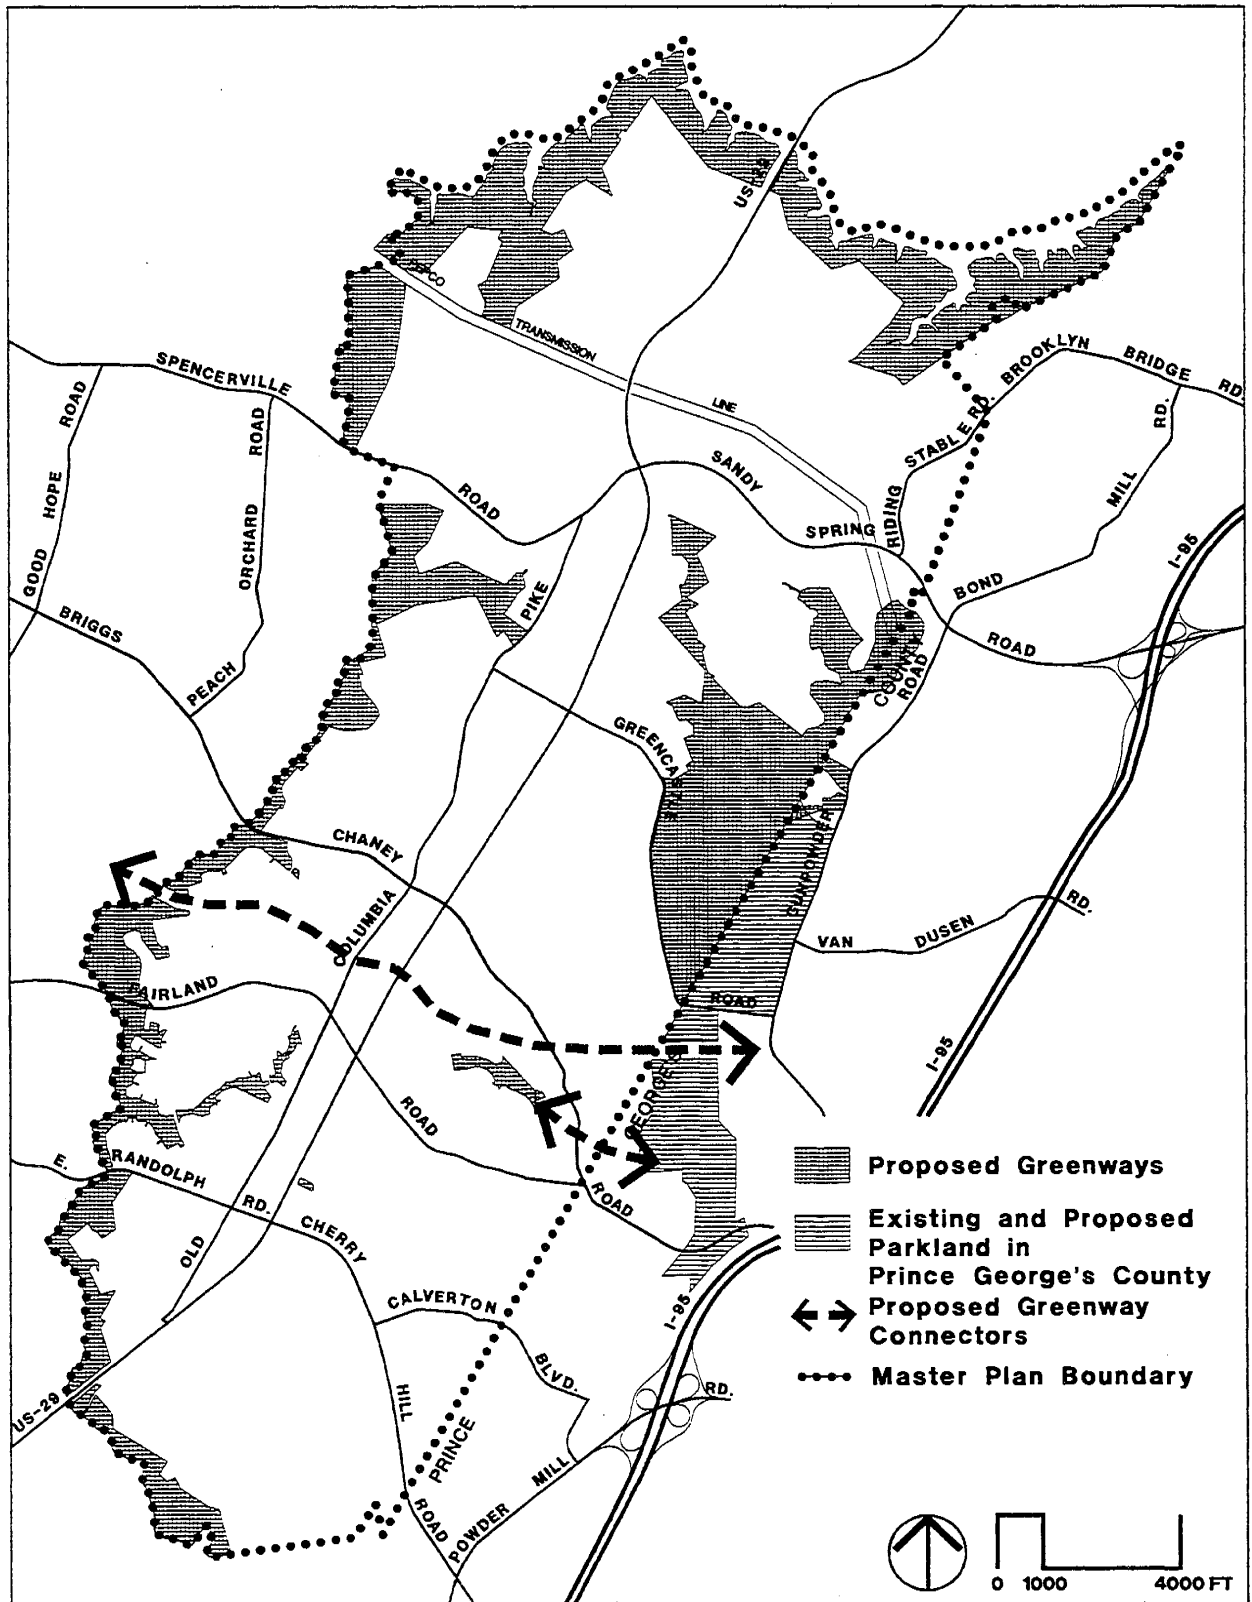 US-29
PEPCO
TRANSMISSION
LINE
SPENCERVILLE
ROAD
SANDY
SPRING
ROAD
BROOKLYN
BRIDGE
RD.
STABLE RD.
RIDING
MILL
RD.
BOND
GOOD
HOPE
ROAD
ORCHARD
ROAD
PEACH
BRIGGS
CHANEY
ROAD
PIKE
COLUMBIA
OLD
GREENCASTLE
ROAD
COUNTY
ROAD
GUNPOWDER
I-95
VAN
DUSEN
RD.
I-95
FAIRLAND
ROAD
ROAD
GEORGE'S
E.
RANDOLPH
RD.
CHERRY
HILL
ROAD
CALVERTON
BLVD.
PRINCE
POWDER
MILL
RD.
I-95
US-29
Proposed Greenways
Existing and Proposed
Parkland in
Prince George's County
Proposed Greenway
Connectors
Master Plan Boundary
0 1000 4000 FT